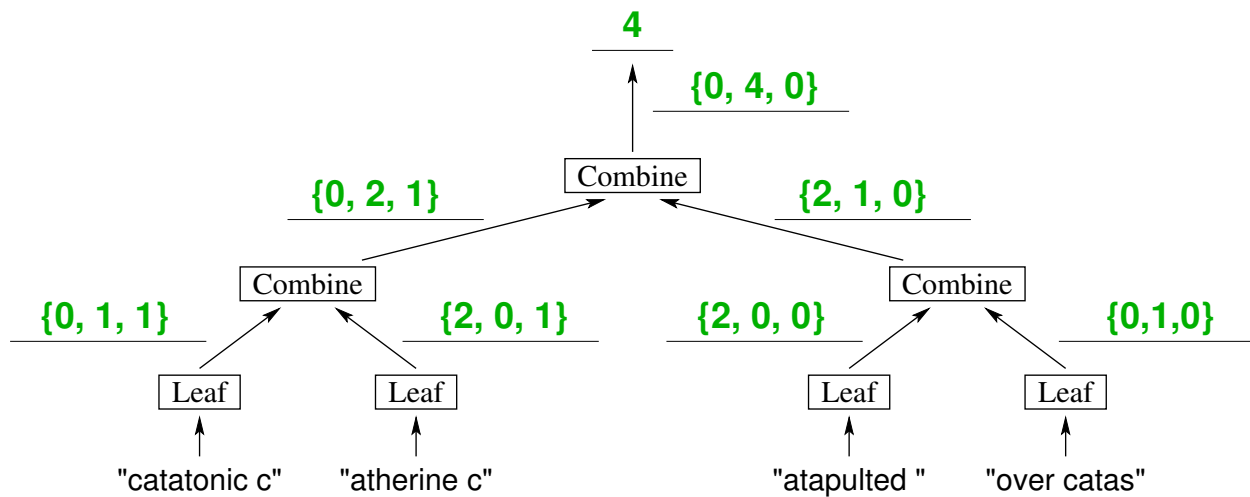 4
{0, 4, 0}
Combine
{0, 2, 1} {2, 1, 0}
Combine Combine
{0, 1, 1} {2, 0, 1} {2, 0, 0} {0,1,0}
Leaf Leaf Leaf Leaf
"catatonic c" "atherine c" "atapulted " "over catas"